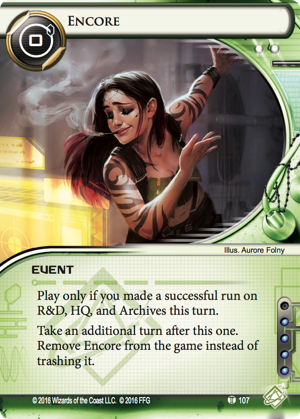 0
ENCORE
Illus. Aurore Folny
EVENT
Play only if you made a successful run on
R&D, HQ, and Archives this turn.
Take an additional turn after this one.
Remove Encore from the game instead of
trashing it.
© 2016 Wizards of the Coast LLC. © 2016 FFG
107